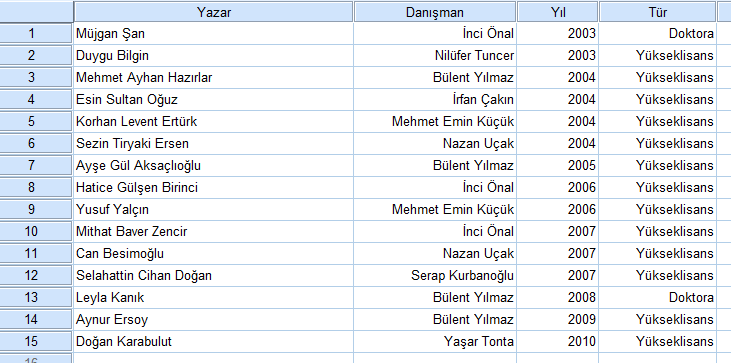 Yazar Danışman Yıl Tür
1 Müjgan Şan İnci Önal 2003 Doktora
2 Duygu Bilgin Nilüfer Tuncer 2003 Yükseklisans
3 Mehmet Ayhan Hazırlar Bülent Yılmaz 2004 Yükseklisans
4 Esin Sultan Oğuz İrfan Çakın 2004 Yükseklisans
5 Korhan Levent Ertürk Mehmet Emin Küçük 2004 Yükseklisans
6 Sezin Tiryaki Ersen Nazan Uçak 2004 Yükseklisans
7 Ayşe Gül Aksaçlıoğlu Bülent Yılmaz 2005 Yükseklisans
8 Hatice Gülşen Birinci İnci Önal 2006 Yükseklisans
9 Yusuf Yalçın Mehmet Emin Küçük 2006 Yükseklisans
10 Mithat Baver Zencir İnci Önal 2007 Yükseklisans
11 Can Besimoğlu Nazan Uçak 2007 Yükseklisans
12 Selahattin Cihan Doğan Serap Kurbanoğlu 2007 Yükseklisans
13 Leyla Kanık Bülent Yılmaz 2008 Doktora
14 Aynur Ersoy Bülent Yılmaz 2009 Yükseklisans
15 Doğan Karabulut Yaşar Tonta 2010 Yükseklisans
16